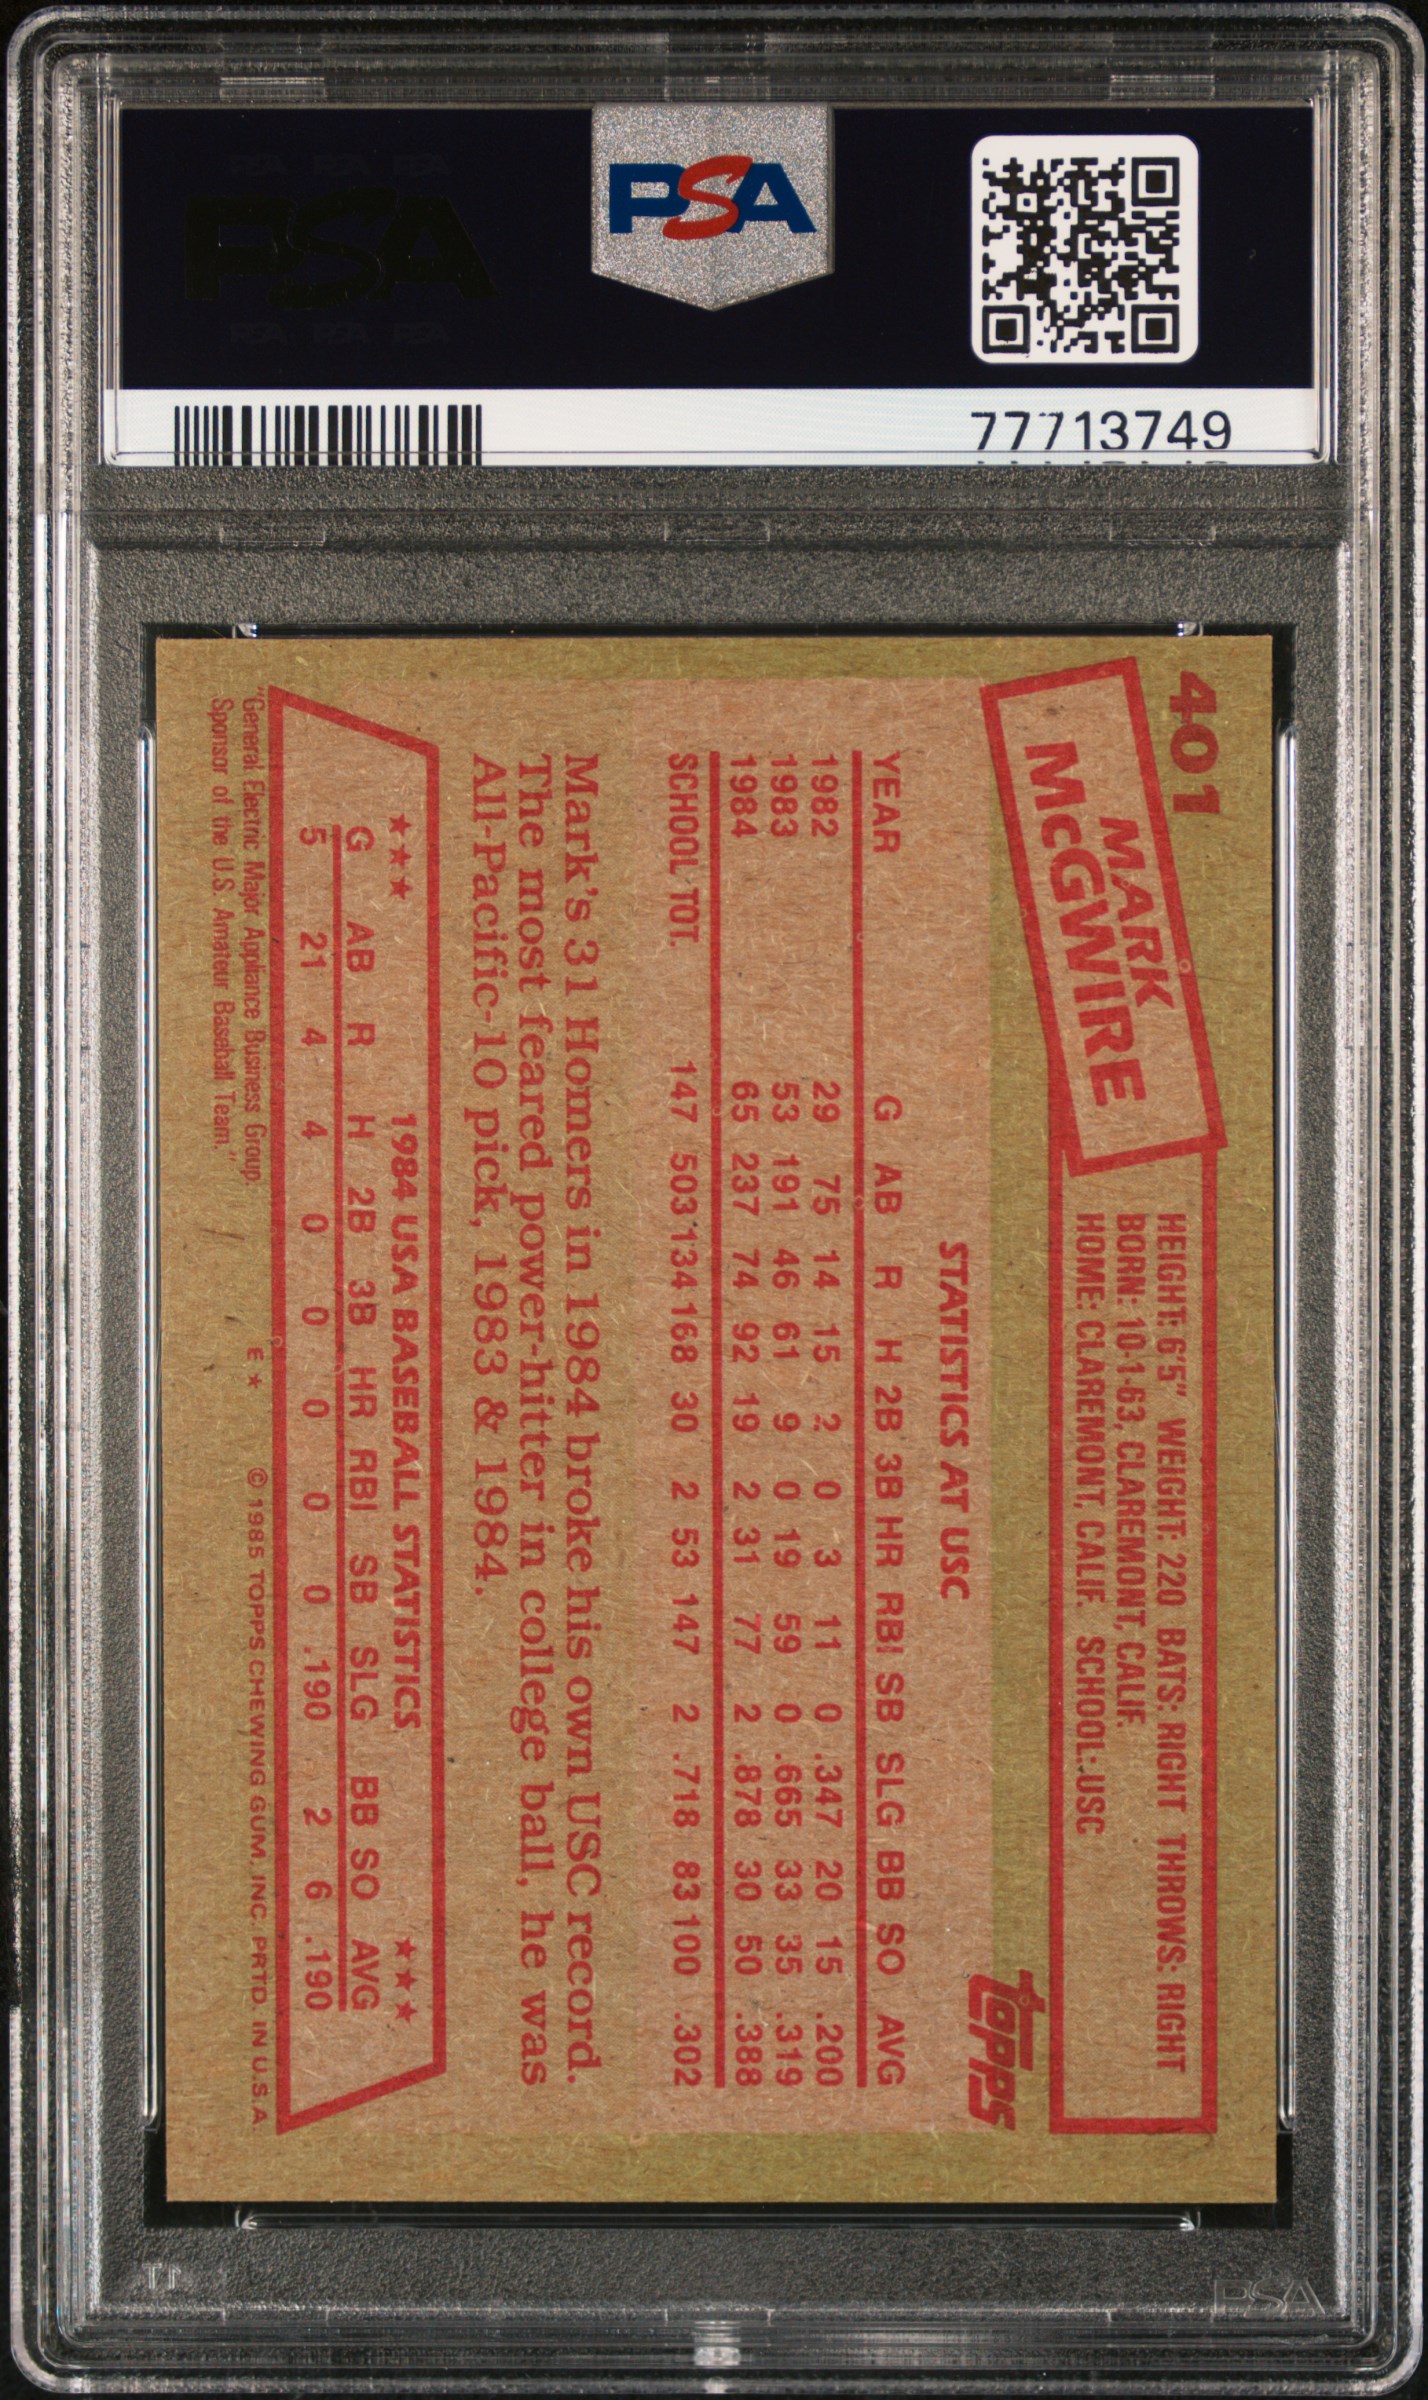 PSA
PSA
77713749
401
MARK
McGWIRE
HEIGHT: 6'5" WEIGHT: 220 BATS: RIGHT THROWS: RIGHT
BORN: 10-1-63, CLAREMONT, CALIF.
HOME: CLAREMONT, CALIF. SCHOOL: USC
topps
STATISTICS AT USC
YEAR G AB R H 2B 3B HR RBI SB SLG BB SO AVG
1982 29 75 14 15 2 0 3 11 0 .347 20 15 .200
1983 53 191 46 61 9 0 19 59 0 .665 33 35 .319
1984 65 237 74 92 19 2 31 77 2 .878 30 50 .388
SCHOOL TOT. 147 503 134 168 30 2 53 147 2 .718 83 100 .302
Mark's 31 Homers in 1984 broke his own USC record.
The most feared power-hitter in college ball, he was
All-Pacific-10 pick, 1983 & 1984.
★★★ 1984 USA BASEBALL STATISTICS ★★★
G AB R H 2B 3B HR RBI SB SLG BB SO AVG
5 21 4 4 0 0 0 0 0 .190 2 6 .190
"General Electric Major Appliance Business Group,
Sponsor of the U.S. Amateur Baseball Team."
E★ © 1985 TOPPS CHEWING GUM, INC. PRTD. IN U.S.A.
PSA